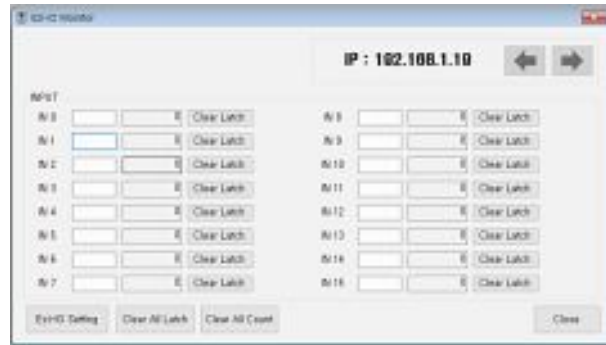 IP : 192.168.1.10
INPUT
IN 0 0 Clear Latch IN 8 0 Clear Latch
IN 1 0 Clear Latch IN 9 0 Clear Latch
IN 2 0 Clear Latch IN 10 0 Clear Latch
IN 3 0 Clear Latch IN 11 0 Clear Latch
IN 4 0 Clear Latch IN 12 0 Clear Latch
IN 5 0 Clear Latch IN 13 0 Clear Latch
IN 6 0 Clear Latch IN 14 0 Clear Latch
IN 7 0 Clear Latch IN 15 0 Clear Latch
Setting Clear All Latch Clear All Count Close